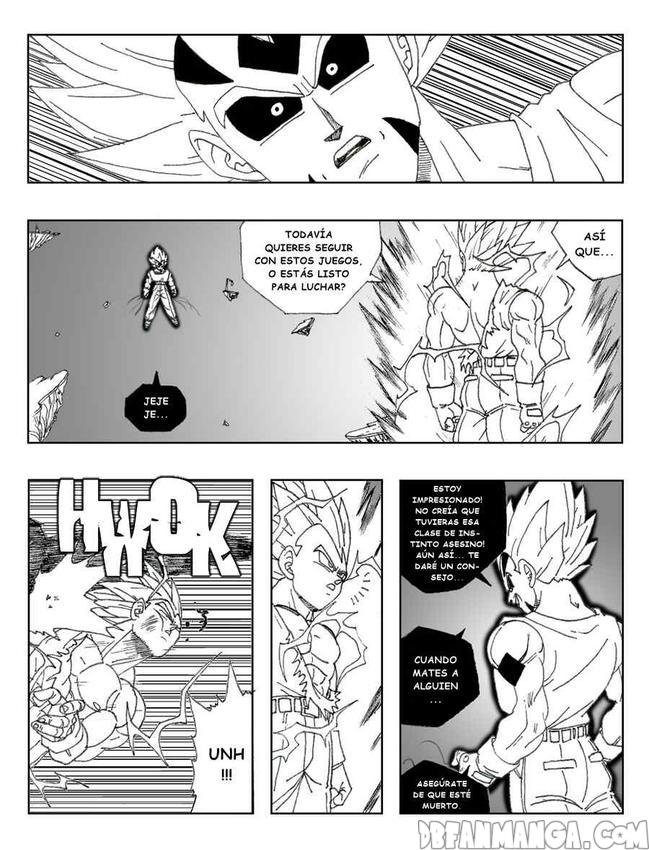 TODAVÍA
QUIERES SEGUIR
CON ESTOS JUEGOS,
O ESTÁS LISTO
PARA LUCHAR?
ASÍ
QUE...
JEJE
JE...
HWOK
UNH
!!!
ESTOY
IMPRESIONADO!
NO CREÍA QUE
TUVIERAS ESA
CLASE DE INS-
TINTO ASESINO!
AÚN ASÍ... TE
DARÉ UN CON-
SEJO...
CUANDO
MATES A
ALGUIEN
...
ASEGÚRATE
DE QUE ESTÉ
MUERTO.
DBFANMANGA.COM